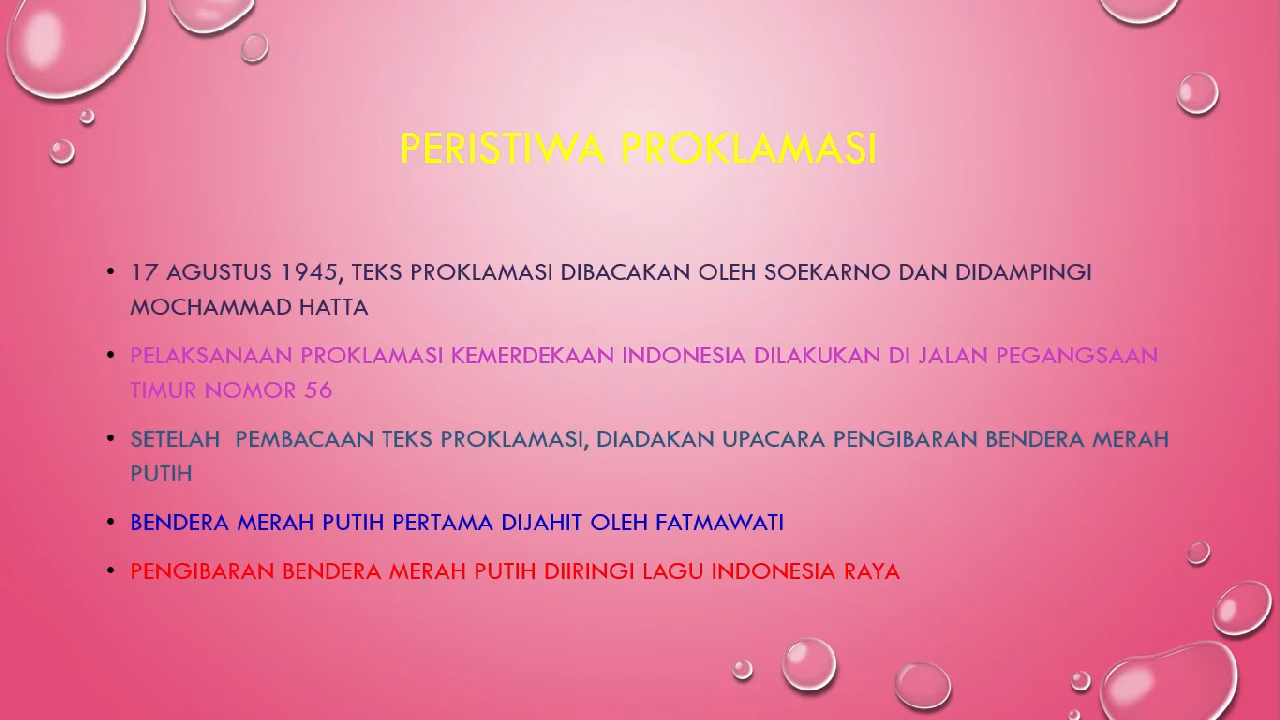 PERISTIWA PROKLAMASI
• 17 AGUSTUS 1945, TEKS PROKLAMASI DIBACAKAN OLEH SOEKARNO DAN DIDAMPINGI
MOCHAMMAD HATTA
• PELAKSANAAN PROKLAMASI KEMERDEKAAN INDONESIA DILAKUKAN DI JALAN PEGANGSAAN
TIMUR NOMOR 56
• SETELAH  PEMBACAAN TEKS PROKLAMASI, DIADAKAN UPACARA PENGIBARAN BENDERA MERAH
PUTIH
• BENDERA MERAH PUTIH PERTAMA DIJAHIT OLEH FATMAWATI
• PENGIBARAN BENDERA MERAH PUTIH DIIRINGI LAGU INDONESIA RAYA